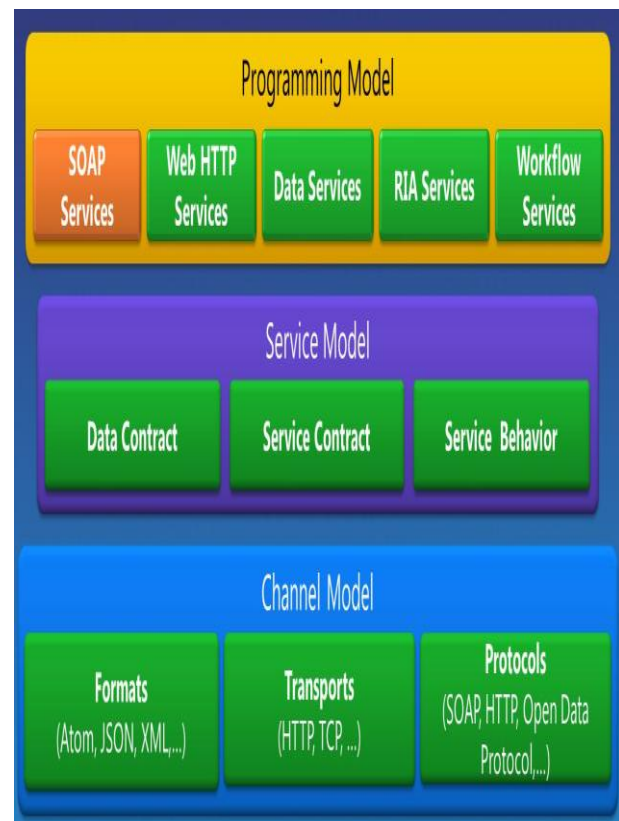 Programming Model
SOAP
Services
Web HTTP
Services
Data Services
RIA Services
Workflow
Services
Service Model
Data Contract
Service Contract
Service Behavior
Channel Model
Formats
(Atom, JSON, XML,...)
Transports
(HTTP, TCP, ...)
Protocols
(SOAP, HTTP, Open Data
Protocol,...)